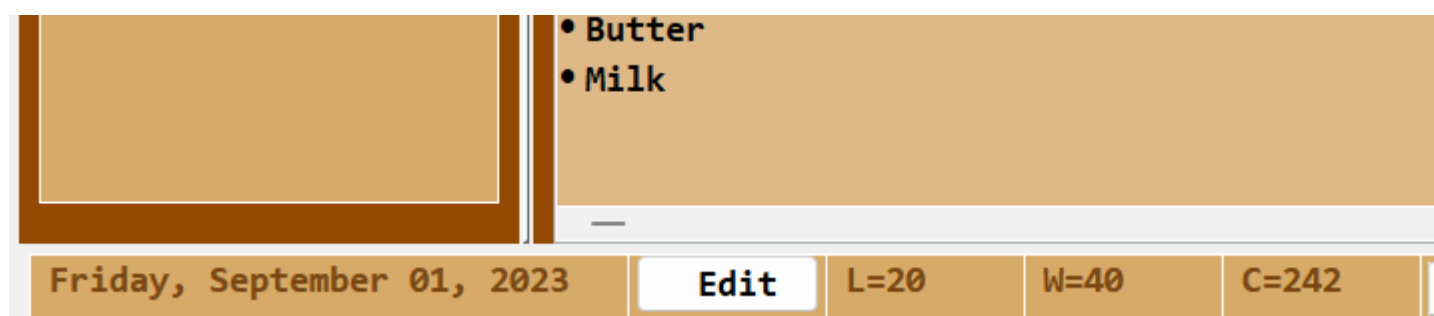 • Butter
• Milk
Friday, September 01, 2023 Edit L=20 W=40 C=242